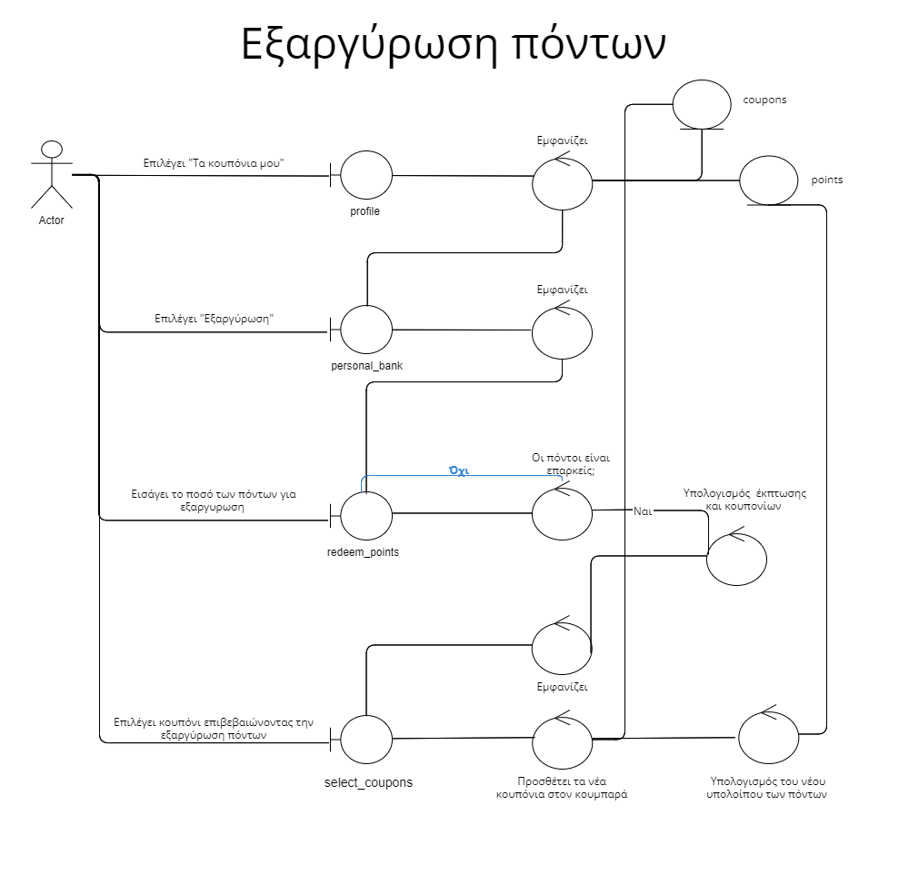 Εξαργύρωση πόντων
coupons
Εμφανίζει
Επιλέγει "Τα κουπόνια μου"
points
profile
Actor
Εμφανίζει
Επιλέγει "Εξαργύρωση"
personal_bank
Οι πόντοι είναι
επαρκείς;
Όχι
Εισάγει το ποσό των πόντων για
εξαργυρωση
Υπολογισμός έκπτωσης
και κουπονίων
Ναι
redeem_points
Εμφανίζει
Επιλέγει κουπόνι επιβεβαιώνοντας την
εξαργύρωση πόντων
select_coupons
Προσθέτει τα νέα
κουπόνια στον κουμπαρά
Υπολογισμός του νέου
υπολοίπου των πόντων